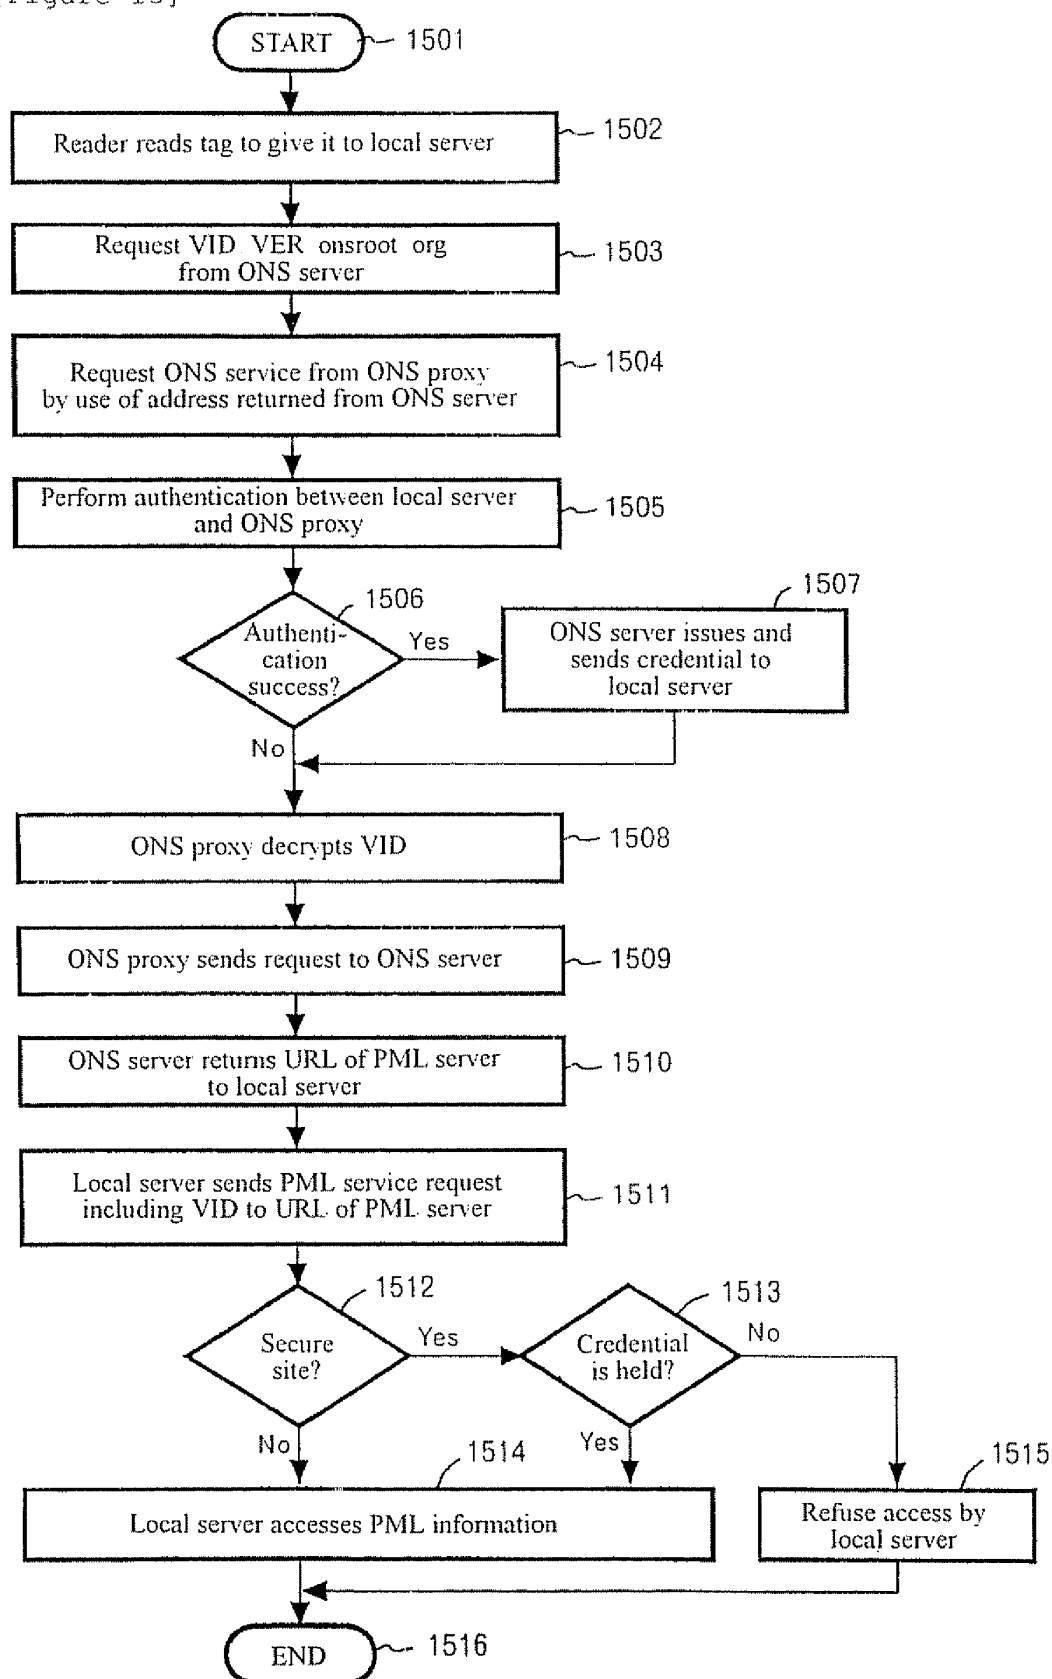 START
1501
Reader reads tag to give it to local server
1502
Request VID VER onsroot org
from ONS server
1503
Request ONS service from ONS proxy
by use of address returned from ONS server
1504
Perform authentication between local server
and ONS proxy
1505
Authenti-
cation
success?
1506
Yes
No
ONS server issues and
sends credential to
local server
1507
ONS proxy decrypts VID
1508
ONS proxy sends request to ONS server
1509
ONS server returns URL of PML server
to local server
1510
Local server sends PML service request
including VID to URL of PML server
1511
Secure
site?
1512
Yes
No
Credential
is held?
1513
No
Yes
Local server accesses PML information
1514
Refuse access by
local server
1515
END
1516